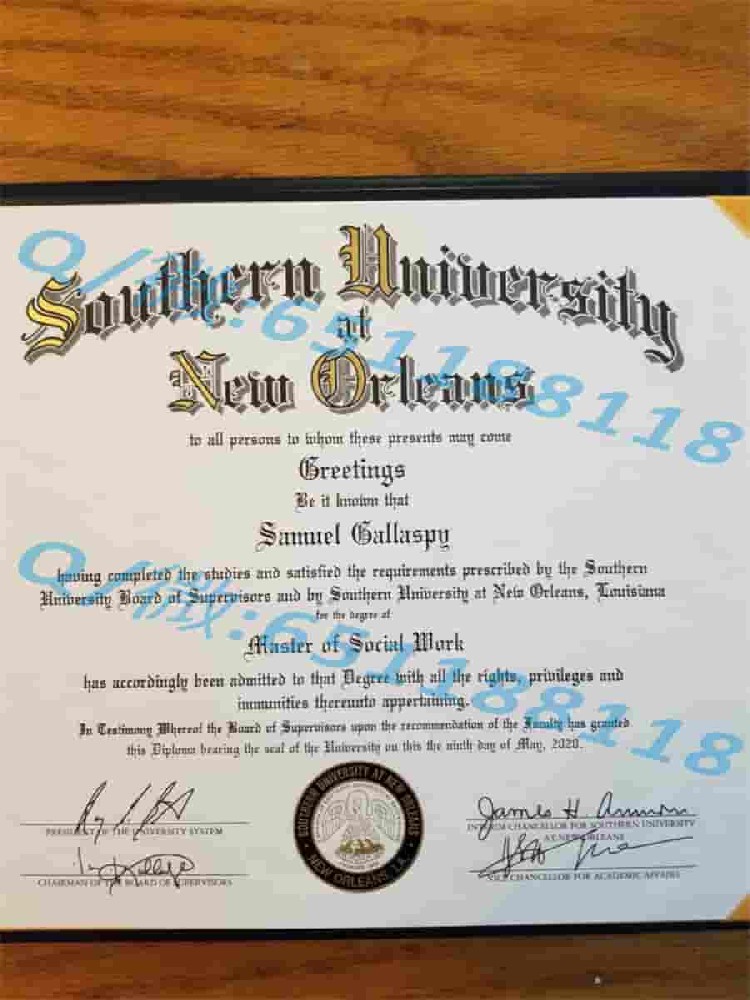 Southern University
at
New Orleans
to all persons to whom these presents may come
Greetings
Be it known that
Samuel Gallaspy
having completed the studies and satisfied the requirements prescribed by the Southern
University Board of Supervisors and by Southern University at New Orleans, Louisiana
for the degree of
Master of Social Work
has accordingly been admitted to that Degree with all the rights, privileges and
immunities thereunto appertaining.
In Testimony Whereof the Board of Supervisors upon the recommendation of the Faculty has granted
this Diploma bearing the seal of the University on this the ninth day of May, 2020.
PRESIDENT OF THE UNIVERSITY SYSTEM
CHAIRMAN OF THE BOARD OF SUPERVISORS
SOUTHERN UNIVERSITY AT NEW ORLEANS
NEW ORLEANS, LA.
James H.
INTERIM CHANCELLOR FOR SOUTHERN UNIVERSITY
AT NEW ORLEANS
VICE CHANCELLOR FOR ACADEMIC AFFAIRS
Q/微:651188118
Q/微:651188118